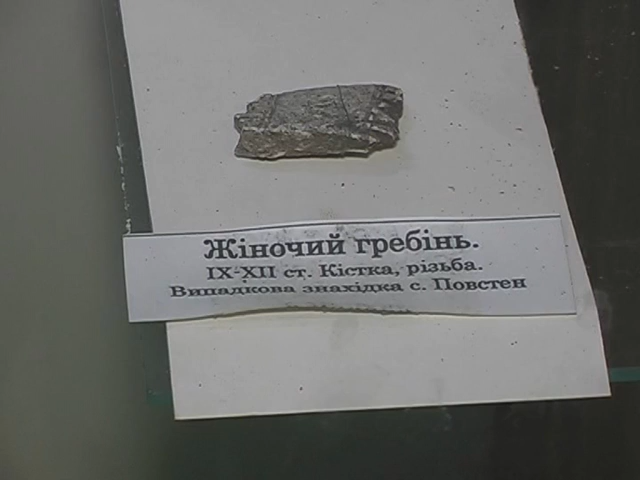 Жіночий гребінь.
IX-XII ст. Кістка, різьба.
Випадкова знахідка с. Повстен